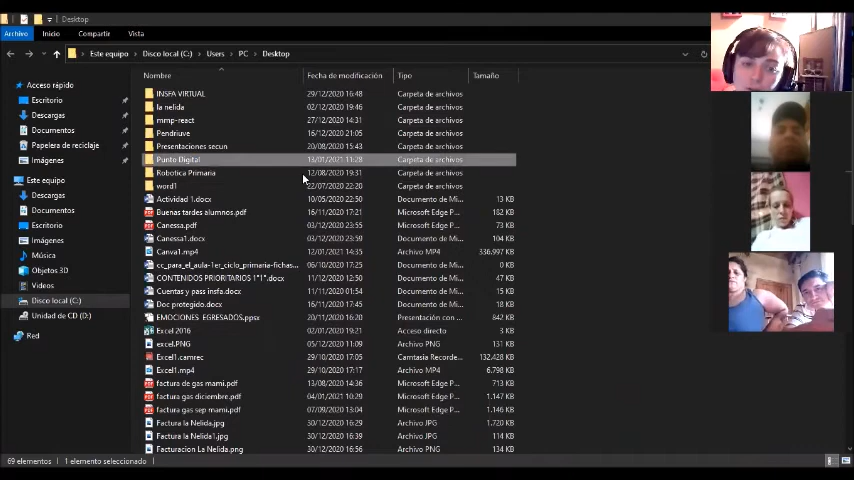 Desktop
Archivo Inicio Compartir Vista
Este equipo > Disco local (C:) > Users > PC > Desktop
Nombre Fecha de modificación Tipo Tamaño
Acceso rápido
Escritorio
Descargas
Documentos
Papelera de reciclaje
Imágenes
Este equipo
Descargas
Documentos
Escritorio
Imágenes
Música
Objetos 3D
Videos
Disco local (C:)
Unidad de CD (D:)
Red
INSFA VIRTUAL 29/12/2020 16:48 Carpeta de archivos
la nelida 02/12/2020 19:46 Carpeta de archivos
mmp-react 27/12/2020 14:31 Carpeta de archivos
Pendriuve 16/12/2020 21:05 Carpeta de archivos
Presentaciones secun 20/08/2020 15:43 Carpeta de archivos
Punto Digital 13/01/2021 11:28 Carpeta de archivos
Robotica Primaria 12/08/2020 19:31 Carpeta de archivos
word1 22/07/2020 22:20 Carpeta de archivos
Actividad 1.docx 10/05/2020 22:50 Documento de Mi... 13 KB
Buenas tardes alumnos.pdf 16/11/2020 17:21 Microsoft Edge P... 182 KB
Canessa.pdf 03/12/2020 23:55 Microsoft Edge P... 73 KB
Canessa1.docx 03/12/2020 23:59 Documento de Mi... 104 KB
Canva1.mp4 12/01/2021 14:35 Archivo MP4 336.997 KB
cc_para_el_aula-1er_ciclo_primaria-fichas... 06/10/2020 17:25 Documento de Mi... 0 KB
CONTENIDOS PRIORITARIOS 1°1°.docx 11/12/2020 12:50 Documento de Mi... 18 KB
Cuentas y pass insfa.docx 11/11/2020 01:54 Documento de Mi... 15 KB
Doc protegido.docx 16/11/2020 17:45 Documento de Mi... 18 KB
EMOCIONES EGRESADOS.ppsx 20/11/2020 16:20 Presentación con ... 842 KB
Excel 2016 02/01/2020 19:21 Acceso directo 3 KB
excel.PNG 05/12/2020 11:09 Archivo PNG 131 KB
Excel1.camrec 29/10/2020 17:05 Camtasia Recorde... 132.428 KB
Excel1.mp4 29/10/2020 17:17 Archivo MP4 6.798 KB
factura de gas mami.pdf 13/08/2020 14:36 Microsoft Edge P... 713 KB
factura gas diciembre.pdf 04/01/2021 10:29 Microsoft Edge P... 1.147 KB
factura gas sep mami.pdf 07/09/2020 13:04 Microsoft Edge P... 1.146 KB
Factura la Nelida.jpg 30/12/2020 16:29 Archivo JPG 1.720 KB
Factura la Nelida1.jpg 30/12/2020 16:39 Archivo JPG 114 KB
Facturacion La Nelida.png 30/12/2020 16:56 Archivo PNG 134 KB
69 elementos 1 elemento seleccionado